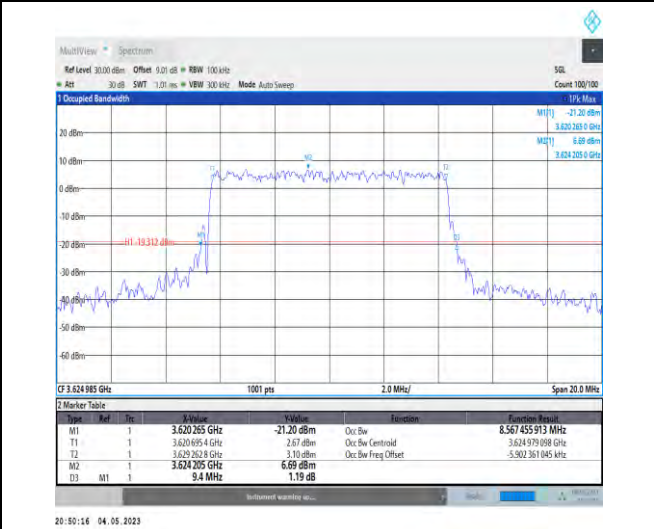 MultiView Spectrum
Ref Level 30.00 dBm Offset 9.01 dB RBW 100 kHz SGL
Att 30 dB SWT 1.01 ms VBW 300 kHz Mode Auto Sweep Count 100/100
1 Occupied Bandwidth 1Pk Max
M1[1] -21.20 dBm
3.620 265 0 GHz
20 dBm
M2[1] 6.69 dBm
3.624 205 0 GHz
10 dBm
T1 M2 T2
0 dBm
-10 dBm
M1 D3
-20 dBm H1 -19.312 dBm
-30 dBm
-40 dBm
-50 dBm
-60 dBm
CF 3.624 985 GHz 1001 pts 2.0 MHz/ Span 20.0 MHz
2 Marker Table
Type Ref Trc X-Value Y-Value Function Function Result
M1 1 3.620 265 GHz -21.20 dBm Occ Bw 8.567 455 913 MHz
T1 1 3.620 695 4 GHz 2.67 dBm Occ Bw Centroid 3.624 979 098 GHz
T2 1 3.629 262 8 GHz 3.10 dBm Occ Bw Freq Offset -5.902 361 045 kHz
M2 1 3.624 205 GHz 6.69 dBm
D3 M1 1 9.4 MHz 1.19 dB
Instrument warming up...
20:50:16 04.05.2023